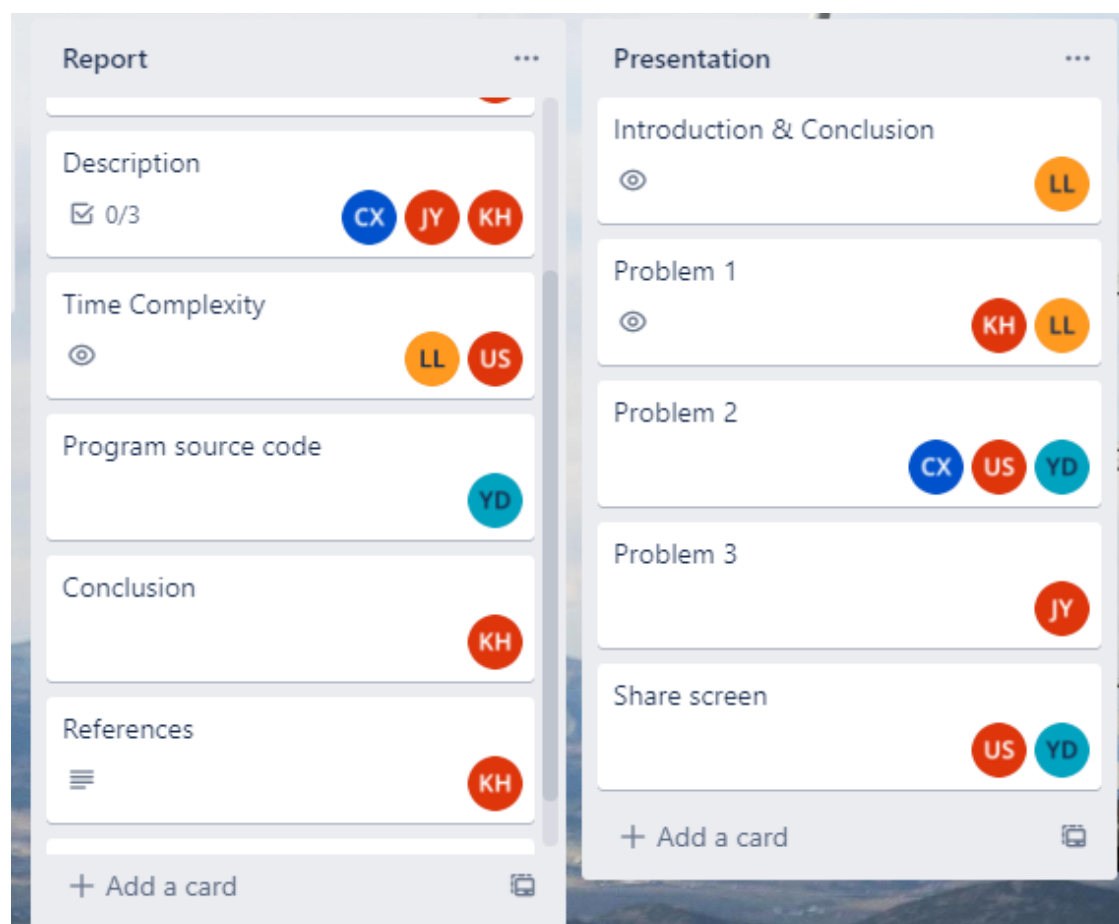 Report
Description
0/3
CX JY KH
Time Complexity
LL US
Program source code
YD
Conclusion
KH
References
KH
+ Add a card
Presentation
Introduction & Conclusion
LL
Problem 1
KH LL
Problem 2
CX US YD
Problem 3
JY
Share screen
US YD
+ Add a card